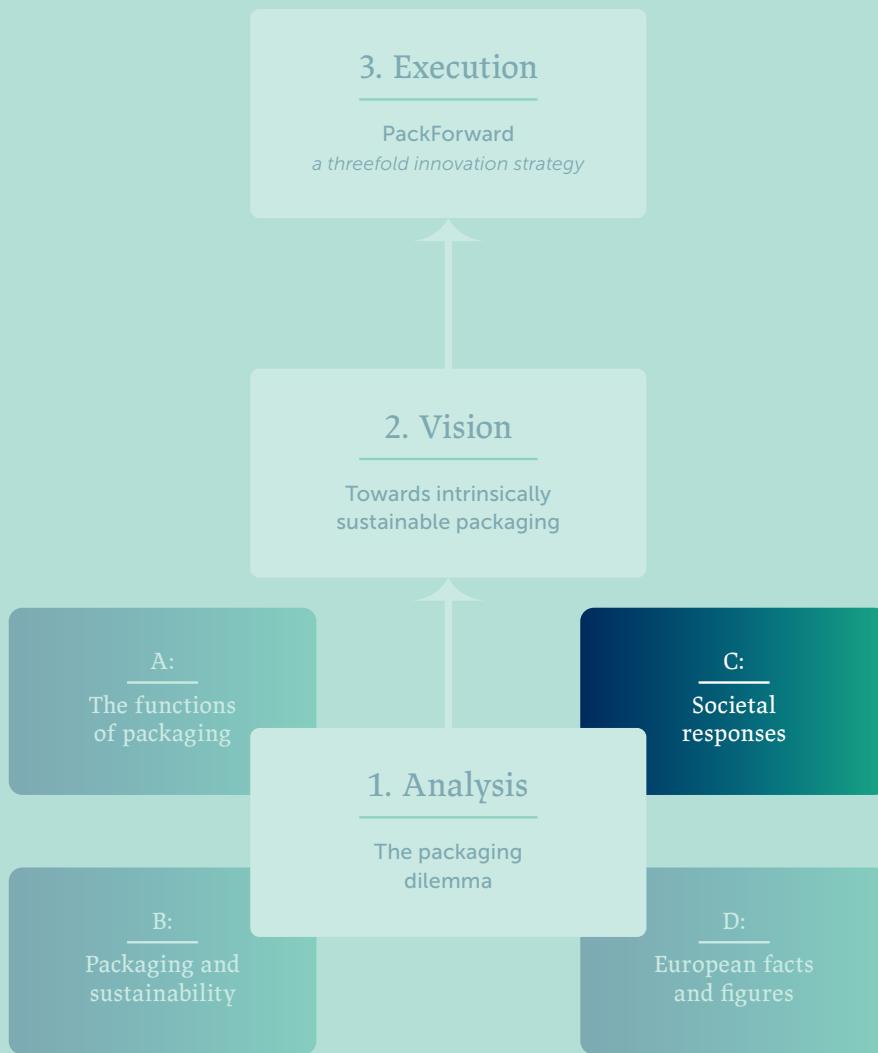 3. Execution
PackForward
a threefold innovation strategy
2. Vision
Towards intrinsically
sustainable packaging
A:
The functions
of packaging
C:
Societal
responses
1. Analysis
The packaging
dilemma
B:
Packaging and
sustainability
D:
European facts
and figures